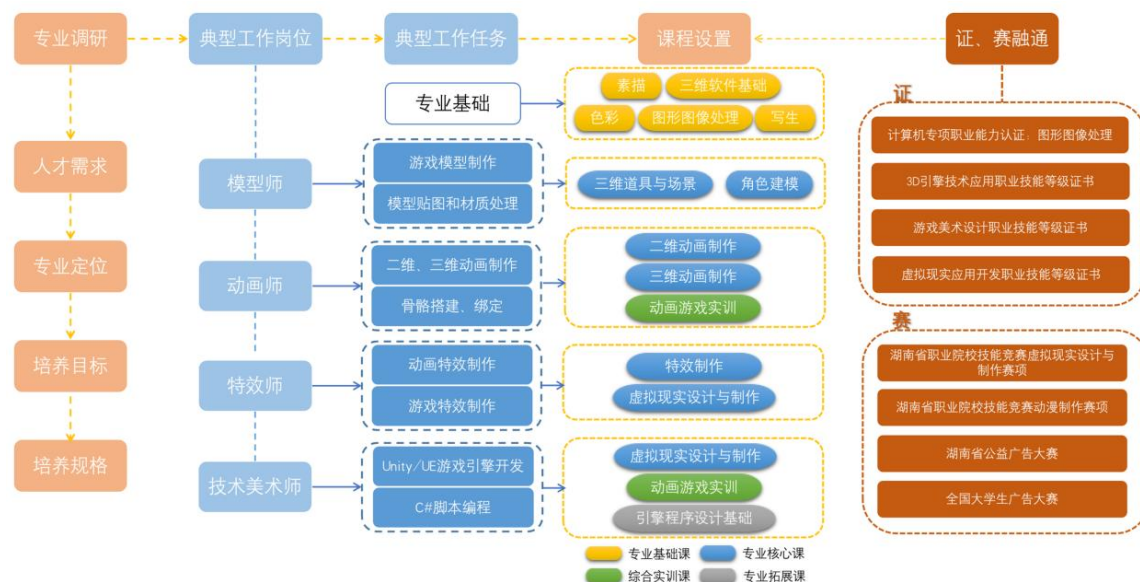 专业调研
典型工作岗位
典型工作任务
课程设置
证、赛融通
人才需求
专业定位
培养目标
培养规格
模型师
动画师
特效师
技术美术师
专业基础
游戏模型制作
模型贴图和材质处理
二维、三维动画制作
骨骼搭建、绑定
动画特效制作
游戏特效制作
Unity/UE游戏引擎开发
C#脚本编程
素描
三维软件基础
色彩
图形图像处理
写生
三维道具与场景
角色建模
二维动画制作
三维动画制作
动画游戏实训
特效制作
虚拟现实设计与制作
虚拟现实设计与制作
动画游戏实训
引擎程序设计基础
证
计算机专项职业能力认证：图形图像处理
3D引擎技术应用职业技能等级证书
游戏美术设计职业技能等级证书
虚拟现实应用开发职业技能等级证书
赛
湖南省职业院校技能竞赛虚拟现实设计与
制作赛项
湖南省职业院校技能竞赛动漫制作赛项
湖南省公益广告大赛
全国大学生广告大赛
专业基础课
专业核心课
综合实训课
专业拓展课